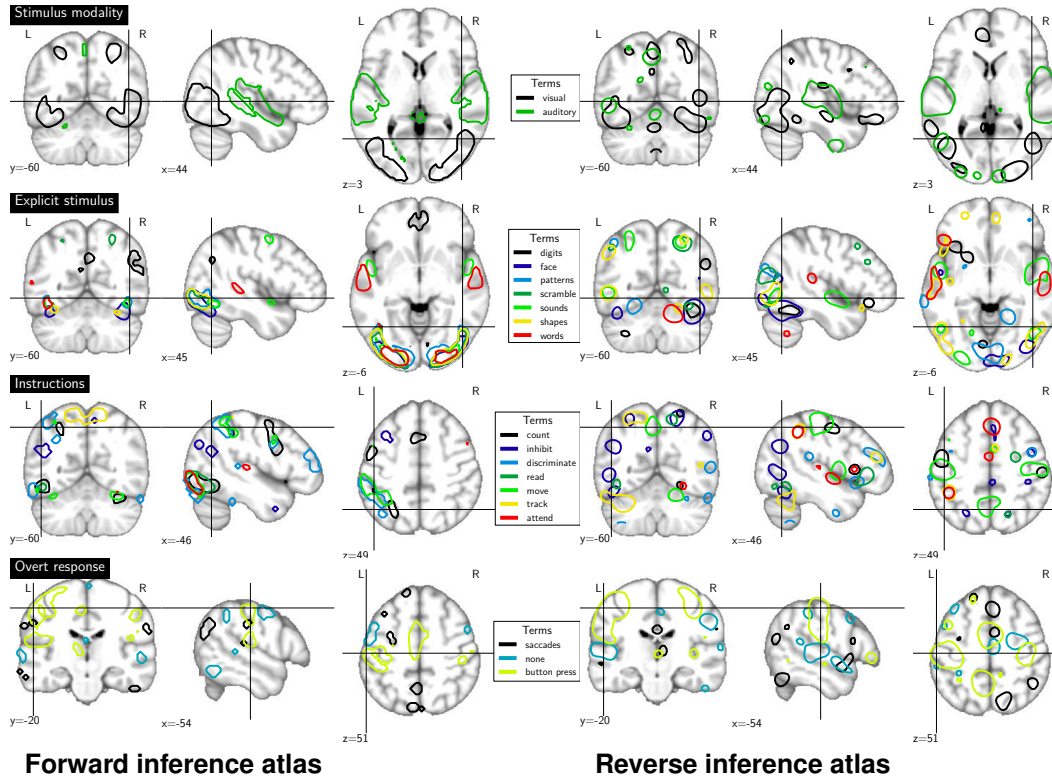 Stimulus modality
L R L R
y=-60 x=44 z=3
Terms
visual
auditory
L R L R
y=-60 x=44 z=3
Explicit stimulus
L R L R
y=-60 x=45 z=-6
Terms
digits
face
patterns
scramble
sounds
shapes
words
L R L R
y=-60 x=45 z=-6
Instructions
L R L R
y=-60 x=-46 z=49
Terms
count
inhibit
discriminate
read
move
track
attend
L R L R
y=-60 x=-46 z=49
Overt response
L R L R
y=-20 x=-54 z=51
Terms
saccades
none
button press
L R L R
y=-20 x=-54 z=51
Forward inference atlas
Reverse inference atlas